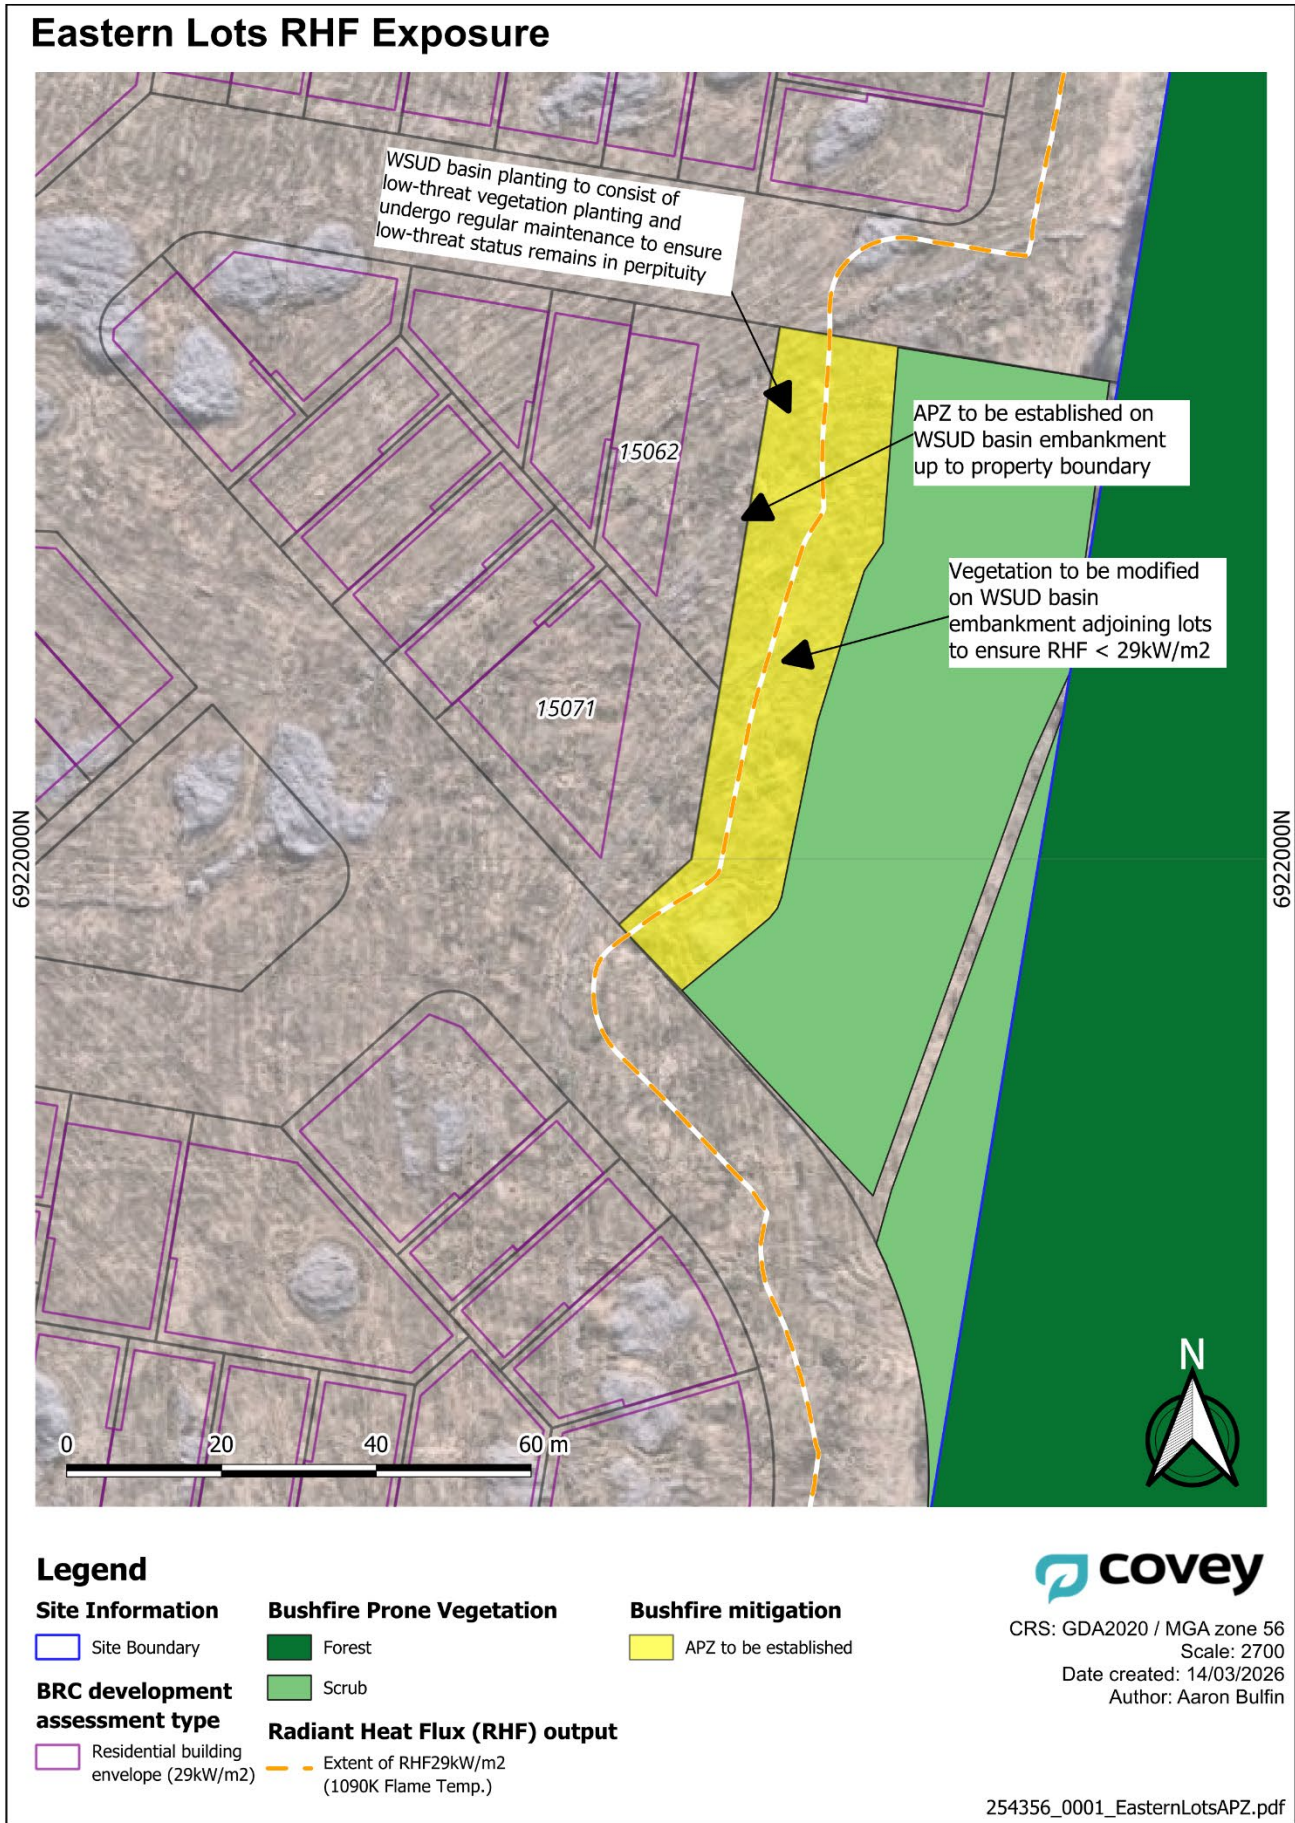 Eastern Lots RHF Exposure
WSUD basin planting to consist of
low-threat vegetation planting and
undergo regular maintenance to ensure
low-threat status remains in perpituity
15062
APZ to be established on
WSUD basin embankment
up to property boundary
Vegetation to be modified
on WSUD basin
embankment adjoining lots
to ensure RHF < 29kW/m2
15071
6922000N
6922000N
N
0 20 40 60 m
Legend
Site Information
Site Boundary
BRC development
assessment type
Residential building
envelope (29kW/m2)
Bushfire Prone Vegetation
Forest
Scrub
Radiant Heat Flux (RHF) output
Extent of RHF29kW/m2
(1090K Flame Temp.)
Bushfire mitigation
APZ to be established
covey
CRS: GDA2020 / MGA zone 56
Scale: 2700
Date created: 14/03/2026
Author: Aaron Bulfin
254356_0001_EasternLotsAPZ.pdf